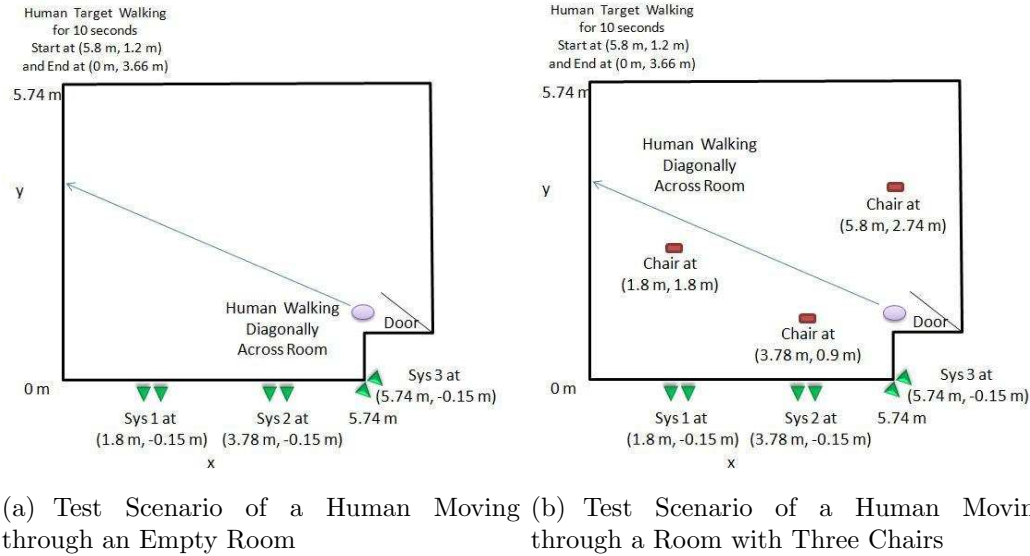 Human Target Walking
for 10 seconds
Start at (5.8 m, 1.2 m)
and End at (0 m, 3.66 m)
5.74 m
y
Human Walking
Diagonally
Across Room
Door
0 m
Sys 3 at
(5.74 m, -0.15 m)
Sys 1 at
(1.8 m, -0.15 m)
Sys 2 at
(3.78 m, -0.15 m)
5.74 m
x
(a) Test Scenario of a Human Moving
through an Empty Room
Human Target Walking
for 10 seconds
Start at (5.8 m, 1.2 m)
and End at (0 m, 3.66 m)
5.74 m
Human Walking
Diagonally
Across Room
y
Chair at
(5.8 m, 2.74 m)
Chair at
(1.8 m, 1.8 m)
Door
Chair at
(3.78 m, 0.9 m)
0 m
Sys 3 at
(5.74 m, -0.15 m)
Sys 1 at
(1.8 m, -0.15 m)
Sys 2 at
(3.78 m, -0.15 m)
5.74 m
x
(b) Test Scenario of a Human Movin
through a Room with Three Chairs